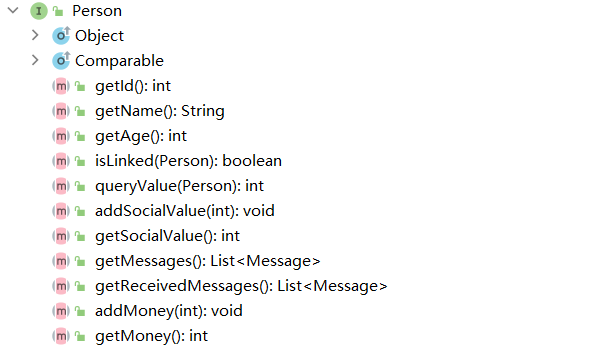 I Person
o Object
o Comparable
m getId(): int
m getName(): String
m getAge(): int
m isLinked(Person): boolean
m queryValue(Person): int
m addSocialValue(int): void
m getSocialValue(): int
m getMessages(): List<Message>
m getReceivedMessages(): List<Message>
m addMoney(int): void
m getMoney(): int